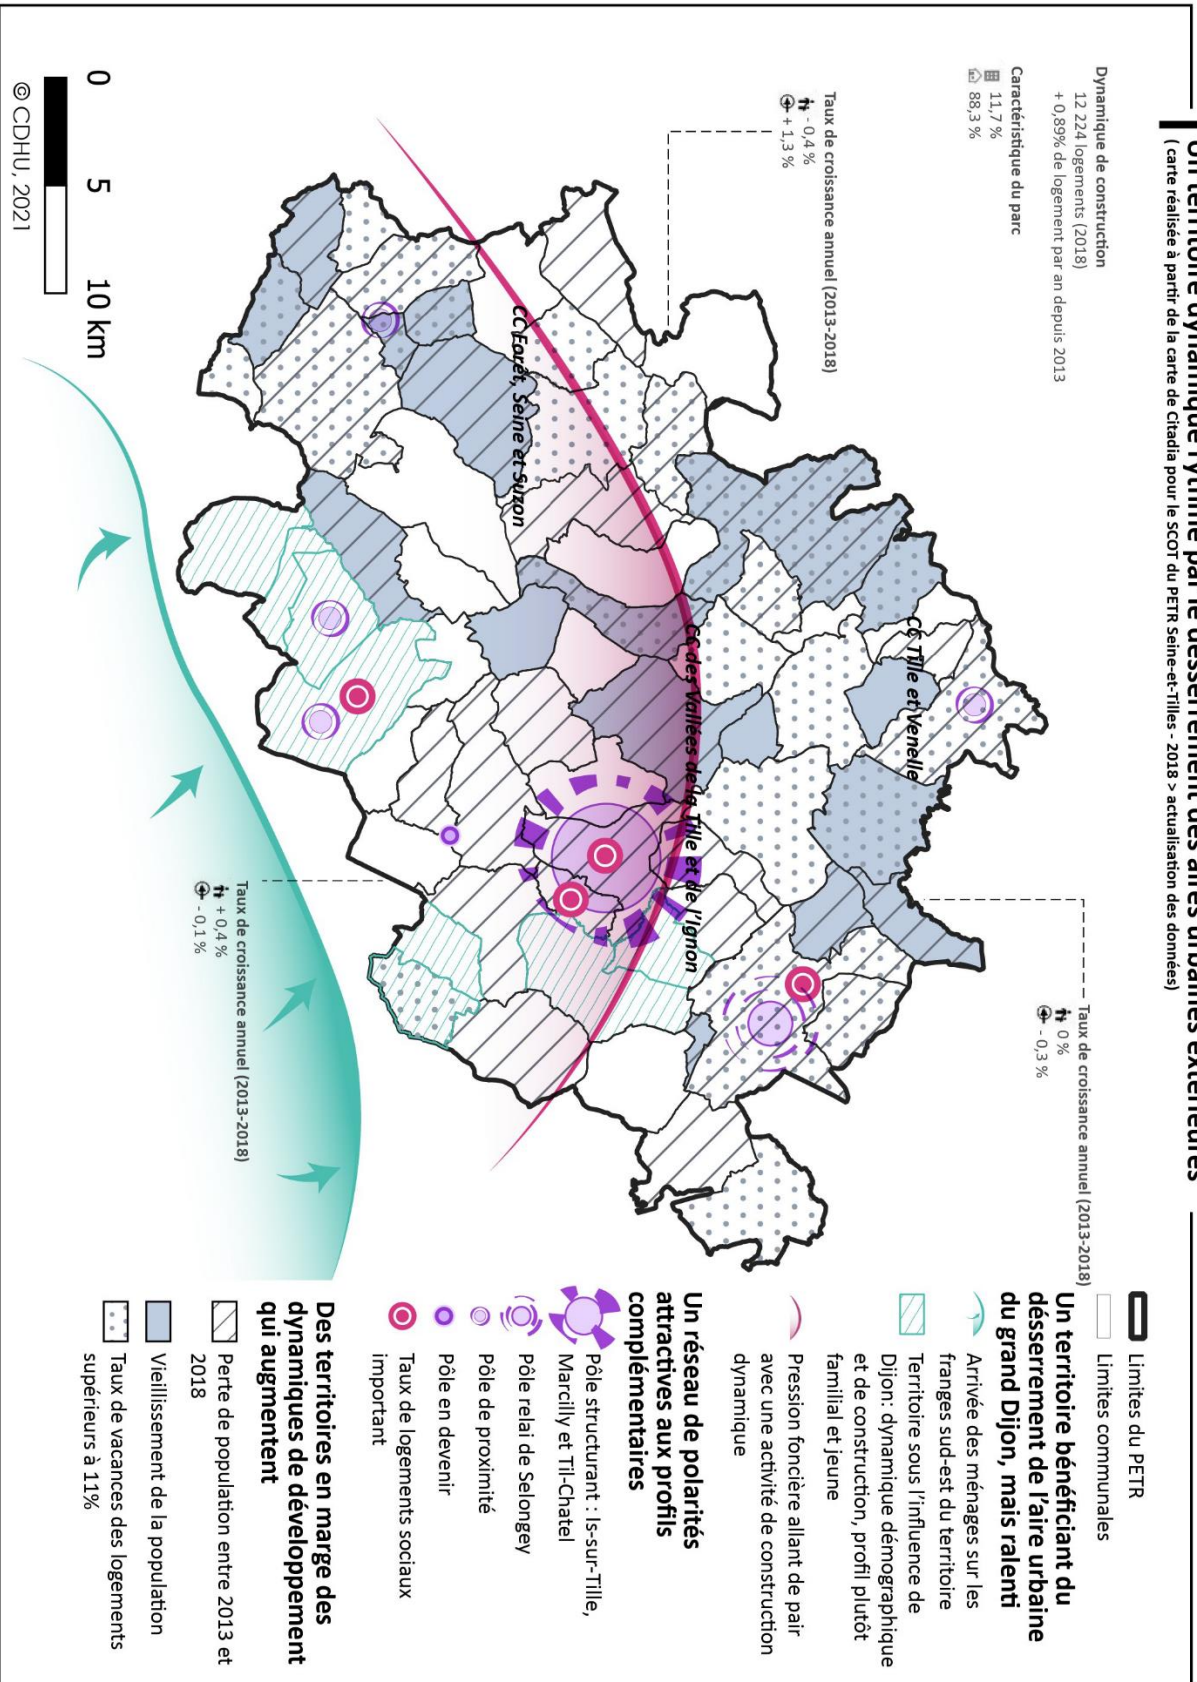 Un territoire dynamique rythmé par le desserrement des aires urbaines extérieures
( carte réalisée à partir de la carte de Citadia pour le SCOT du PETR Seine-et-Tilles - 2018 > actualisation des données)
Dynamique de construction
12 224 logements (2018)
+ 0,89% de logement par an depuis 2013
Caractéristique du parc
11,7 %
88,3 %
Taux de croissance annuel (2013-2018)
- 0,4 %
+ 1,3 %
Taux de croissance annuel (2013-2018)
0 %
- 0,3 %
CC Tille et Venelle
CC des Vallées de la Tille et de l'Ignon
CC Forêt, Seine et Suzon
Taux de croissance annuel (2013-2018)
+ 0,4 %
- 0,1 %
0 5 10 km
© CDHU, 2021
Limites du PETR
Limites communales
Un territoire bénéficiant du
désserrement de l'aire urbaine
du grand Dijon, mais ralenti
Arrivée des ménages sur les
franges sud-est du territoire
Territoire sous l'influence de
Dijon: dynamique démographique
et de construction, profil plutôt
familial et jeune
Pression foncière allant de pair
avec une activité de construction
dynamique
Un réseau de polarités
attractives aux profils
complémentaires
Pôle structurant : Is-sur-Tille,
Marcilly et Til-Chatel
Pôle relai de Selongey
Pôle de proximité
Pôle en devenir
Taux de logements sociaux
important
Des territoires en marge des
dynamiques de développement
qui augmentent
Perte de population entre 2013 et
2018
Vieillissement de la population
Taux de vacances des logements
supérieurs à 11%